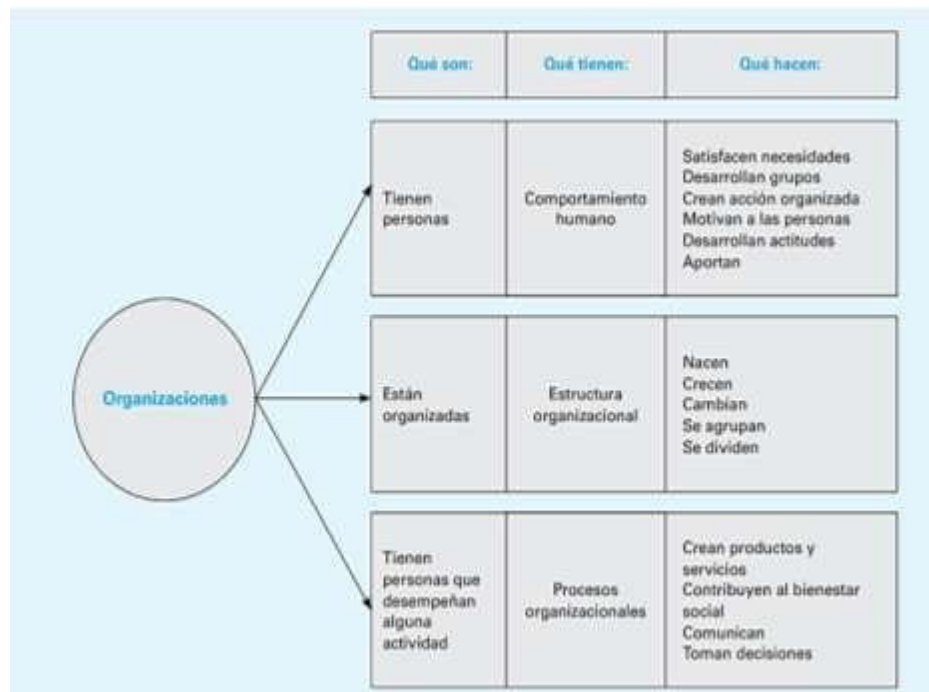 Qué son:
Qué tienen:
Qué hacen:
Organizaciones
Tienen
personas
Comportamiento
humano
Satisfacen necesidades
Desarrollan grupos
Crean acción organizada
Motivan a las personas
Desarrollan actitudes
Aportan
Están
organizadas
Estructura
organizacional
Nacen
Crecen
Cambian
Se agrupan
Se dividen
Tienen
personas que
desempeñan
alguna
actividad
Procesos
organizacionales
Crean productos y
servicios
Contribuyen al bienestar
social
Comunican
Toman decisiones